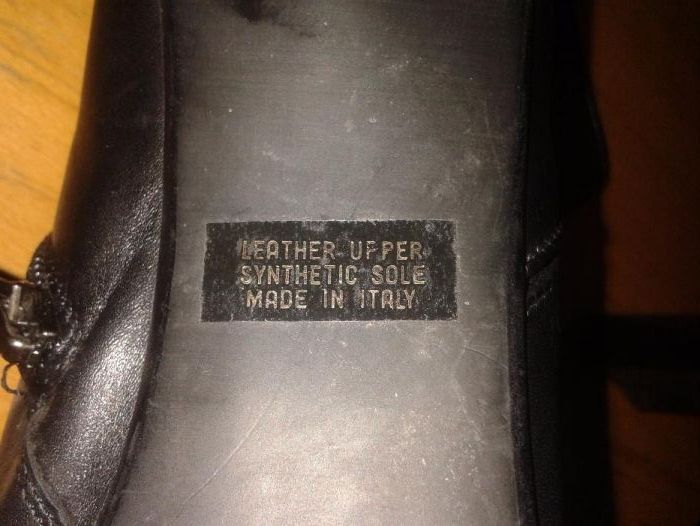 LEATHER UPPER
SYNTHETIC SOLE
MADE IN ITALY